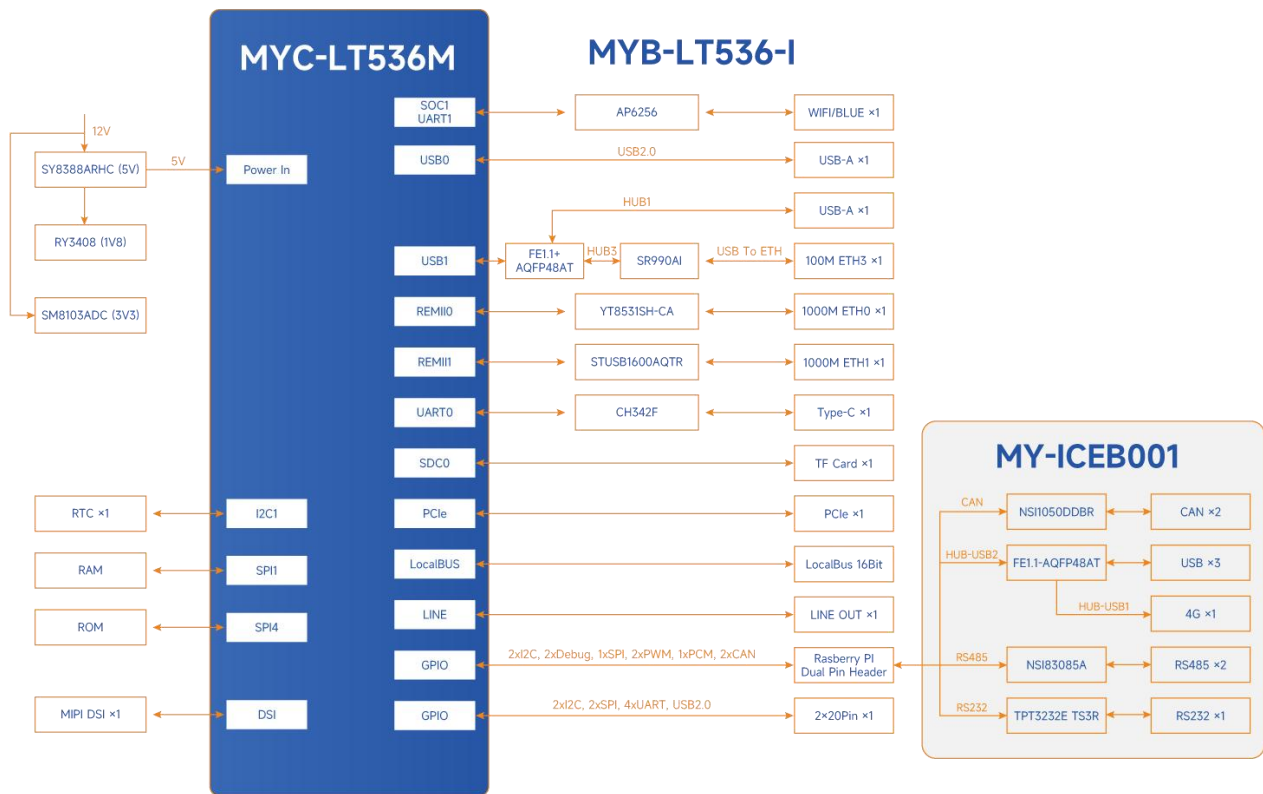 MYC-LT536M
MYB-LT536-I
12V
SY8388ARHC (5V)
5V
Power In
RY3408 (1V8)
SM8103ADC (3V3)
RTC ×1
I2C1
RAM
SPI1
ROM
SPI4
MIPI DSI ×1
DSI
SOC1
UART1
AP6256
WIFI/BLUE ×1
USB0
USB2.0
USB-A ×1
HUB1
USB-A ×1
USB1
FE1.1+
AQFP48AT
HUB3
SR990AI
USB To ETH
100M ETH3 ×1
REMII0
YT8531SH-CA
1000M ETH0 ×1
REMII1
STUSB1600AQTR
1000M ETH1 ×1
UART0
CH342F
Type-C ×1
SDC0
TF Card ×1
PCIe
PCIe ×1
LocalBUS
LocalBus 16Bit
LINE
LINE OUT ×1
GPIO
2xI2C, 2xDebug, 1xSPI, 2xPWM, 1xPCM, 2xCAN
Rasberry PI
Dual Pin Header
GPIO
2xI2C, 2xSPI, 4xUART, USB2.0
2×20Pin ×1
MY-ICEB001
CAN
NSI1050DDBR
CAN ×2
HUB-USB2
FE1.1-AQFP48AT
USB ×3
HUB-USB1
4G ×1
RS485
NSI83085A
RS485 ×2
RS232
TPT3232E TS3R
RS232 ×1